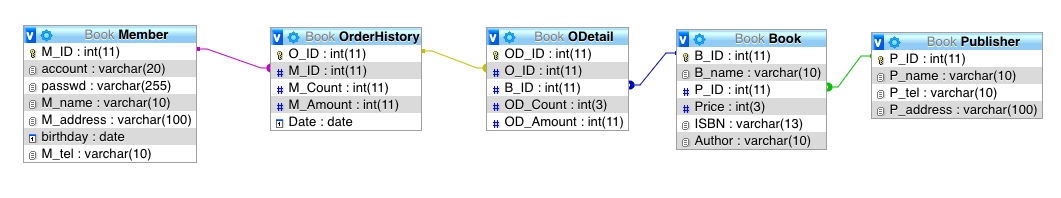 Book Member
M_ID : int(11)
account : varchar(20)
passwd : varchar(255)
M_name : varchar(10)
M_address : varchar(100)
birthday : date
M_tel : varchar(10)
Book OrderHistory
O_ID : int(11)
M_ID : int(11)
M_Count : int(11)
M_Amount : int(11)
Date : date
Book ODetail
OD_ID : int(11)
O_ID : int(11)
B_ID : int(11)
OD_Count : int(3)
OD_Amount : int(11)
Book Book
B_ID : int(11)
B_name : varchar(10)
P_ID : int(11)
Price : int(3)
ISBN : varchar(13)
Author : varchar(10)
Book Publisher
P_ID : int(11)
P_name : varchar(10)
P_tel : varchar(10)
P_address : varchar(100)